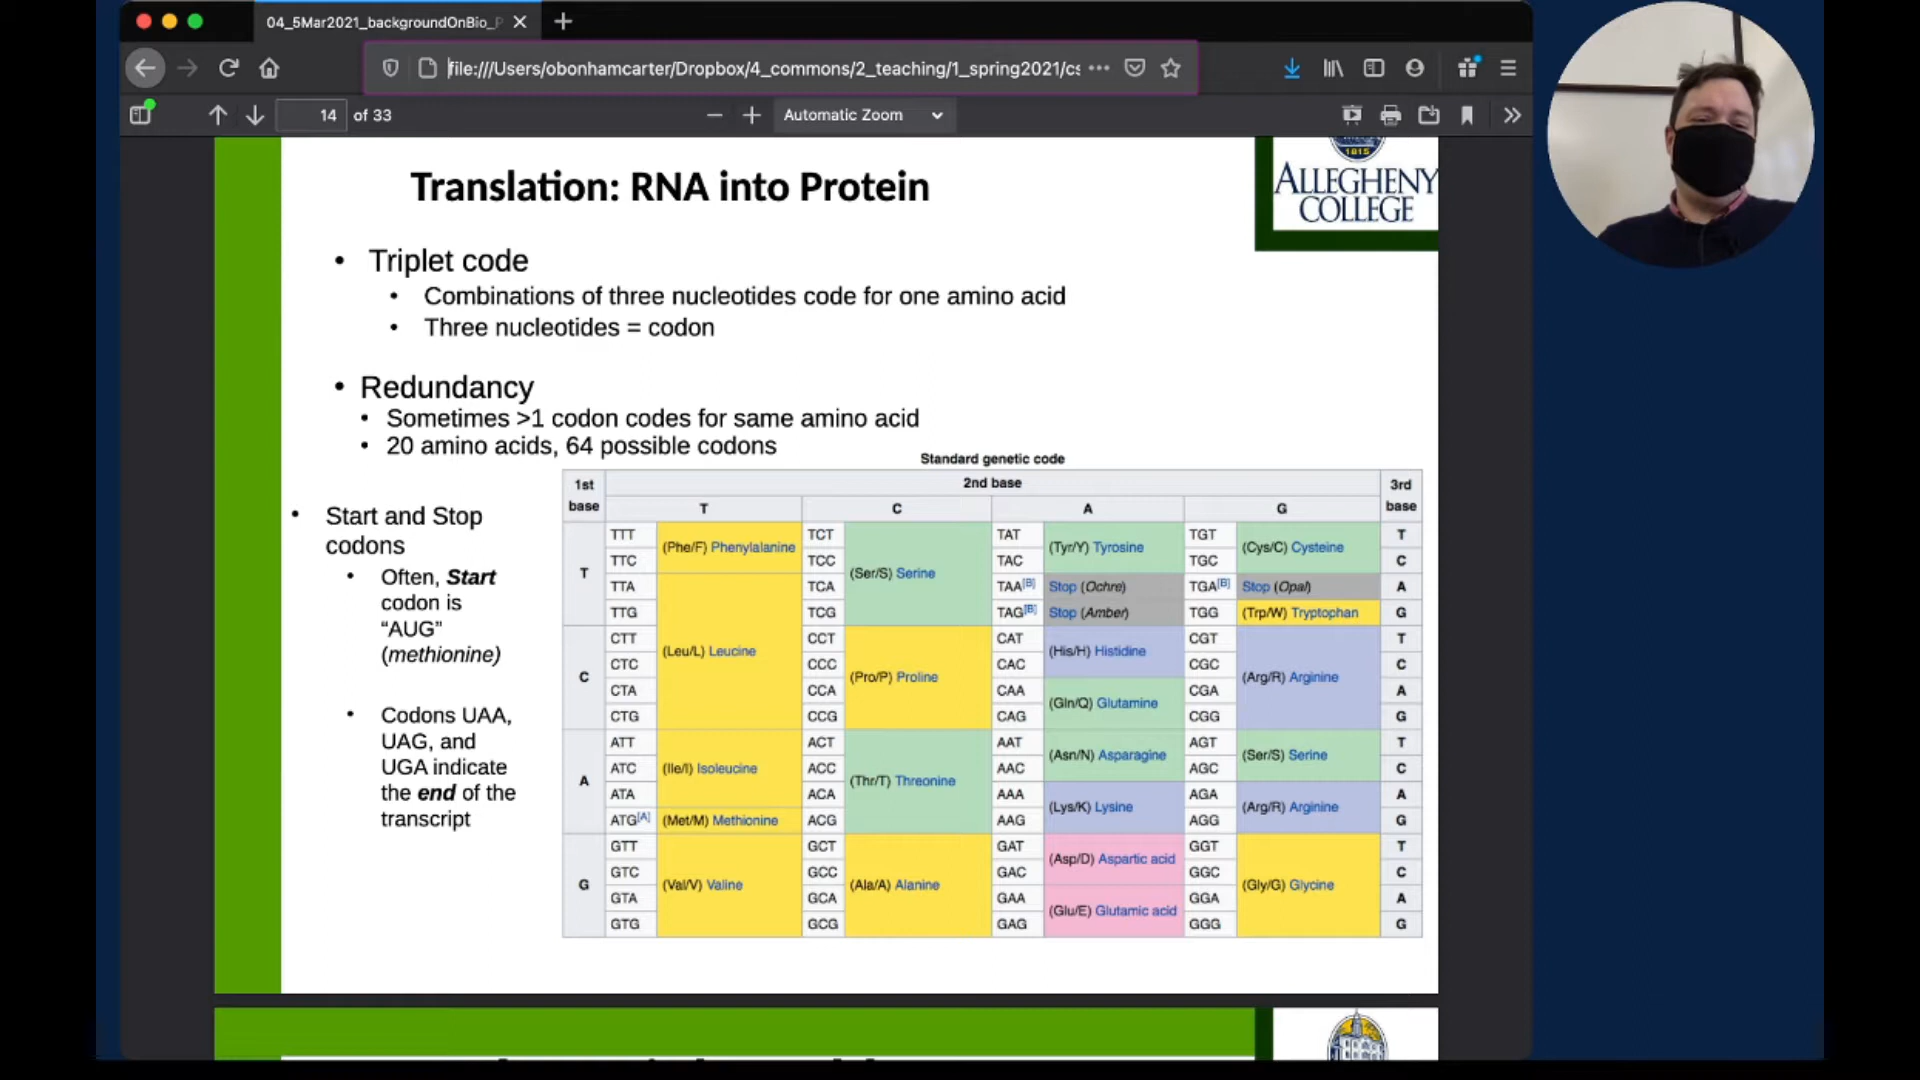 04_5Mar2021_backgroundOnBio_P
file:///Users/obonhamcarter/Dropbox/4_commons/2_teaching/1_spring2021/cs
14 of 33
Automatic Zoom
Translation: RNA into Protein
1815
ALLEGHENY
COLLEGE
• Triplet code
• Combinations of three nucleotides code for one amino acid
• Three nucleotides = codon
• Redundancy
• Sometimes >1 codon codes for same amino acid
• 20 amino acids, 64 possible codons
• Start and Stop
codons
• Often, Start
codon is
“AUG”
(methionine)
• Codons UAA,
UAG, and
UGA indicate
the end of the
transcript
Standard genetic code
1st base 2nd base 3rd base
T C A G
T TTT (Phe/F) Phenylalanine TCT (Ser/S) Serine TAT (Tyr/Y) Tyrosine TGT (Cys/C) Cysteine T
TTC TCC TAC TGC C
TTA (Leu/L) Leucine TCA TAA[B] Stop (Ochre) TGA[B] Stop (Opal) A
TTG TCG TAG[B] Stop (Amber) TGG (Trp/W) Tryptophan G
C CTT CCT (Pro/P) Proline CAT (His/H) Histidine CGT (Arg/R) Arginine T
CTC CCC CAC CGC C
CTA CCA CAA (Gln/Q) Glutamine CGA A
CTG CCG CAG CGG G
A ATT (Ile/I) Isoleucine ACT (Thr/T) Threonine AAT (Asn/N) Asparagine AGT (Ser/S) Serine T
ATC ACC AAC AGC C
ATA ACA AAA (Lys/K) Lysine AGA (Arg/R) Arginine A
ATG[A] (Met/M) Methionine ACG AAG AGG G
G GTT (Val/V) Valine GCT (Ala/A) Alanine GAT (Asp/D) Aspartic acid GGT (Gly/G) Glycine T
GTC GCC GAC GGC C
GTA GCA GAA (Glu/E) Glutamic acid GGA A
GTG GCG GAG GGG G